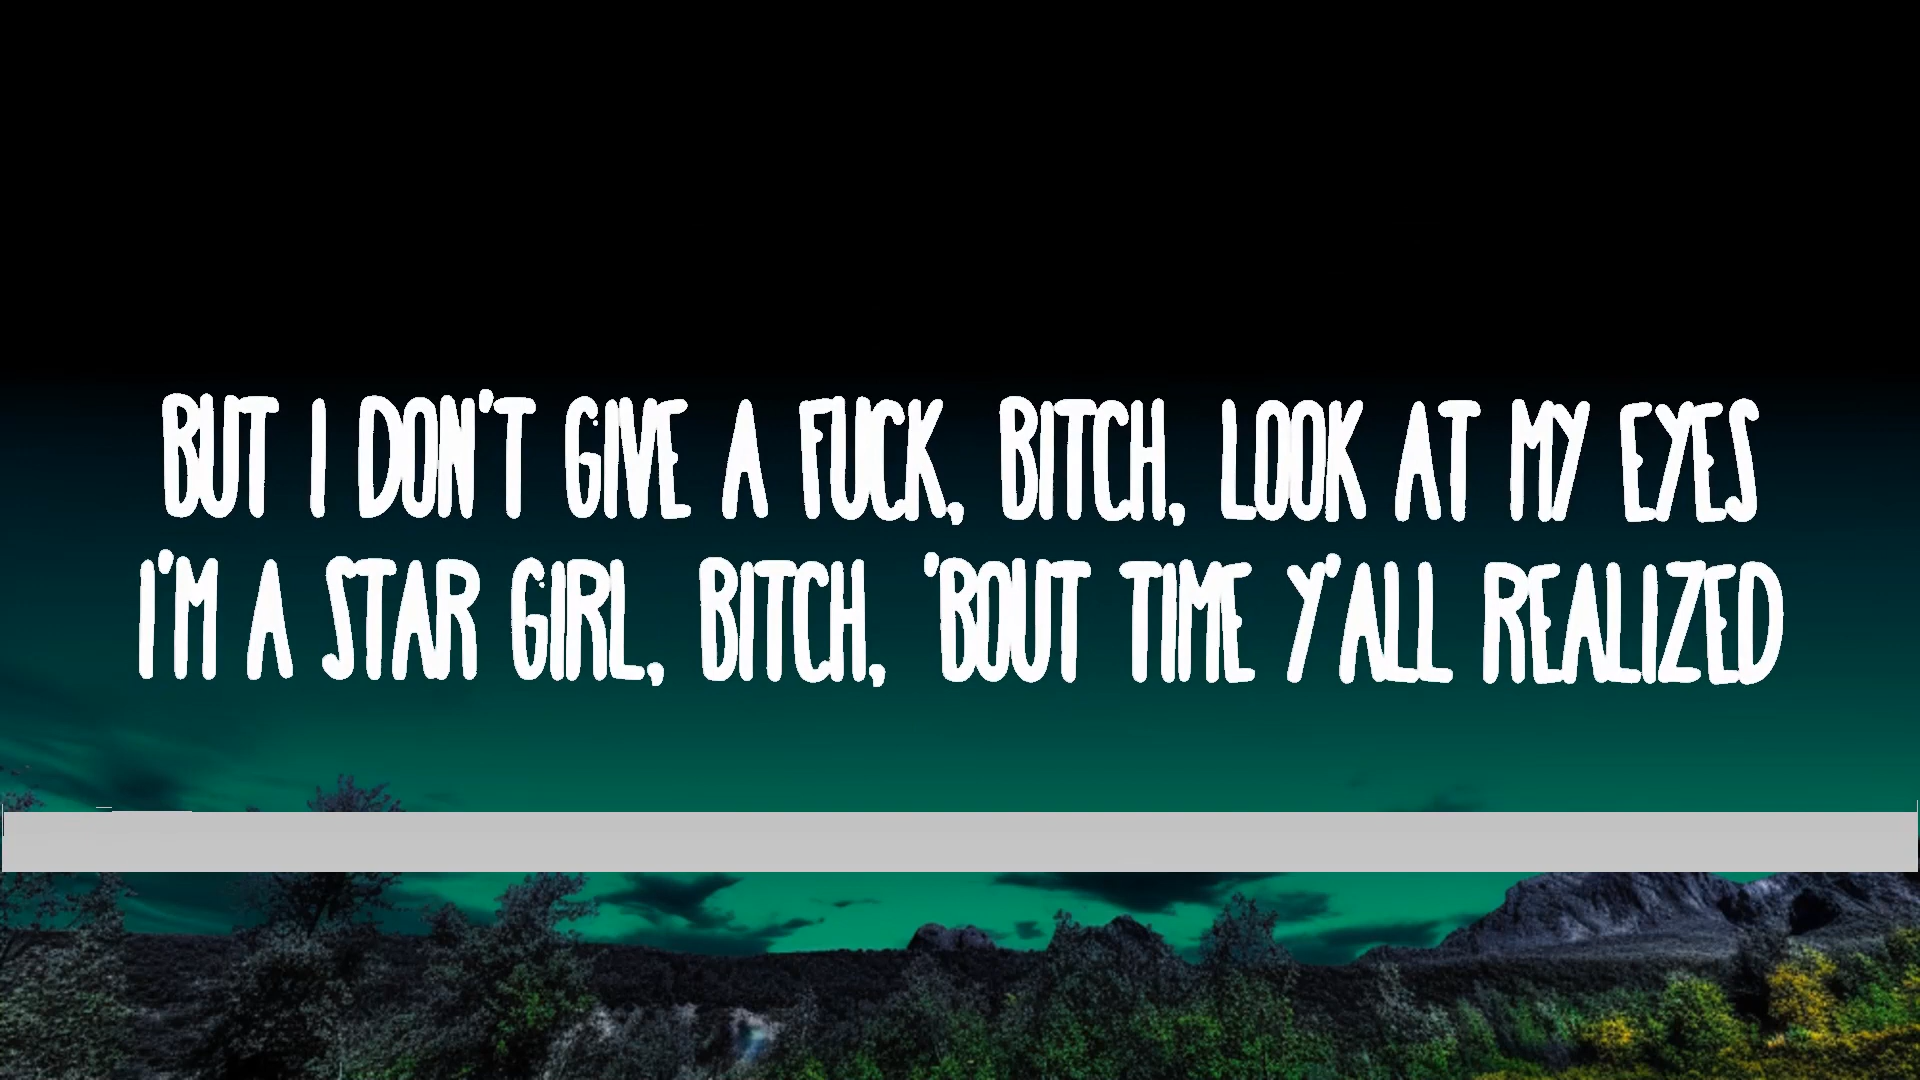 BUT I DON'T GIVE A FUCK, BITCH, LOOK AT MY EYES
I'M A STAR GIRL, BITCH, 'BOUT TIME Y'ALL REALIZED